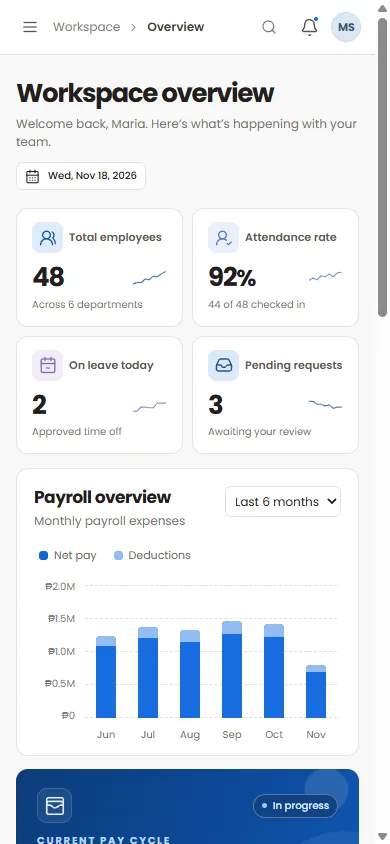 Workspace > Overview
MS
Workspace overview
Welcome back, Maria. Here’s what’s happening with your
team.
Wed, Nov 18, 2026
Total employees
48
Across 6 departments
Attendance rate
92%
44 of 48 checked in
On leave today
2
Approved time off
Pending requests
3
Awaiting your review
Payroll overview
Monthly payroll expenses
Last 6 months
Net pay
Deductions
₱2.0M
₱1.5M
₱1.0M
₱0.5M
₱0
Jun Jul Aug Sep Oct Nov
In progress
CURRENT PAY CYCLE